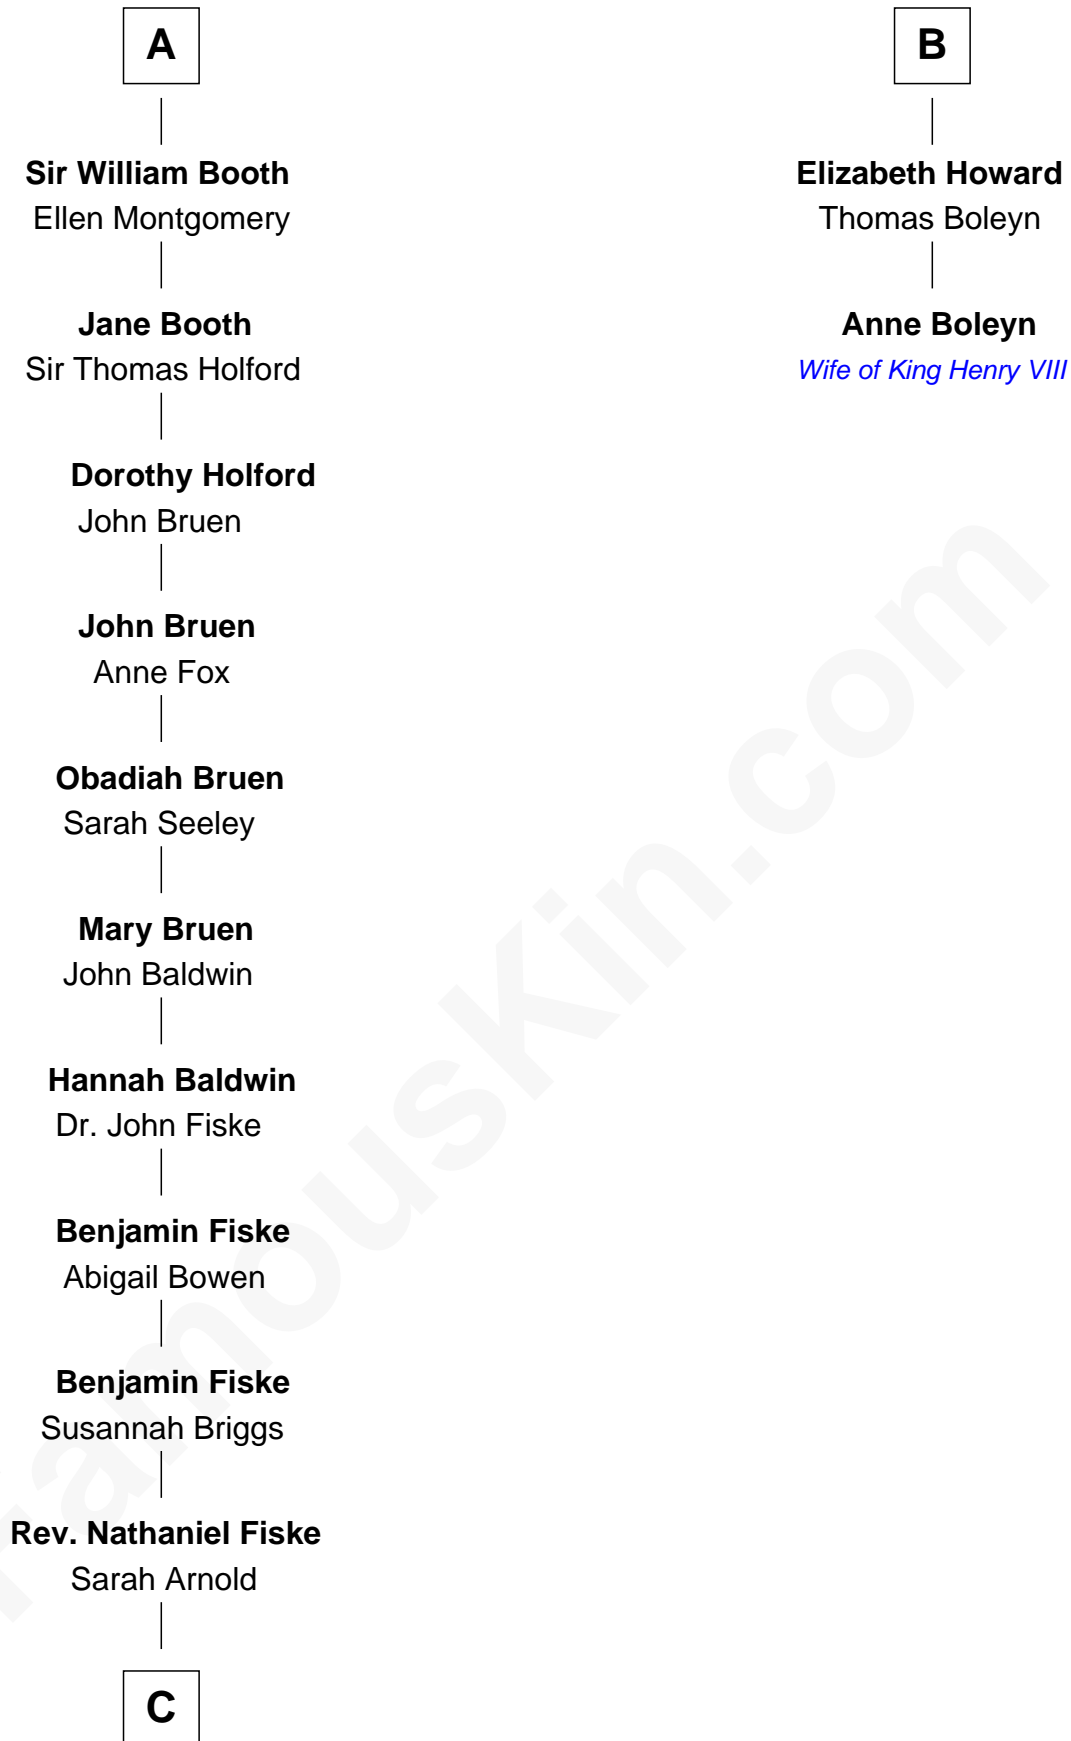 A
Sir William Booth
Ellen Montgomery
Jane Booth
Sir Thomas Holford
Dorothy Holford
John Bruen
John Bruen
Anne Fox
Obadiah Bruen
Sarah Seeley
Mary Bruen
John Baldwin
Hannah Baldwin
Dr. John Fiske
Benjamin Fiske
Abigail Bowen
Benjamin Fiske
Susannah Briggs
Rev. Nathaniel Fiske
Sarah Arnold
C
B
Elizabeth Howard
Thomas Boleyn
Anne Boleyn
Wife of King Henry VIII
FamousKin.com